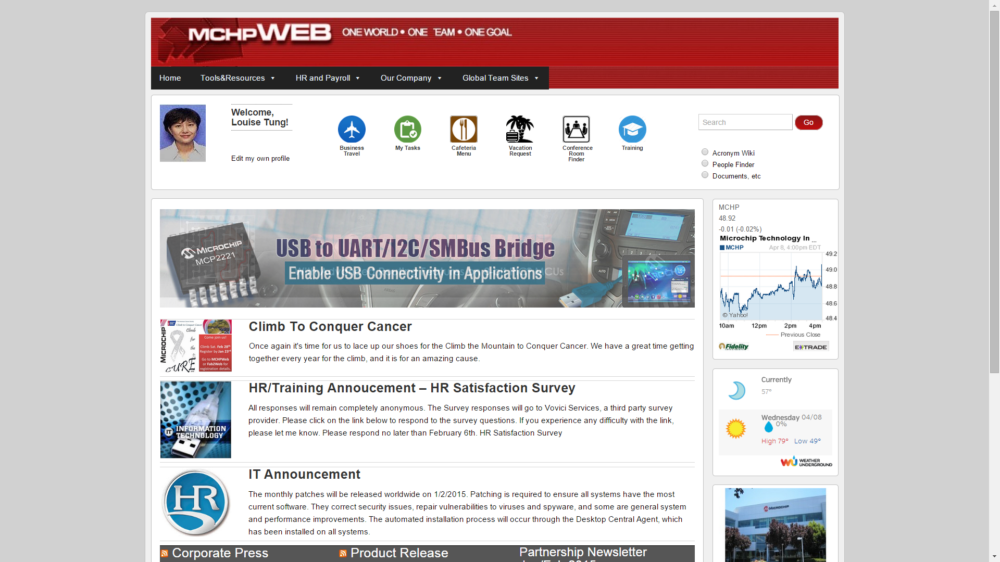 MCHPWEB ONE WORLD • ONE TEAM • ONE GOAL
Home Tools&Resources HR and Payroll Our Company Global Team Sites
Welcome,
Louise Tung!
Edit my own profile
Business
Travel
My Tasks
Cafeteria
Menu
Vacation
Request
Conference
Room
Finder
Training
Search Go
Acronym Wiki
People Finder
Documents, etc
MICROCHIP
MCP2221
USB to UART/I2C/SMBus Bridge
Enable USB Connectivity in Applications
AUTO
MCHP
48.92
-0.01 (-0.02%)
Microchip Technology In ...
MCHP Apr 8, 4:00pm EDT
49.2
49.0
48.8
48.6
48.4
© Yahoo!
10am 12pm 2pm 4pm
Previous Close
Fidelity E*TRADE
MICROCHIP
Climb to Conquer Cancer
Climb
for
the
cURE
Come join us!
Climb Sat. Feb 28th
Register by Jan 23rd
Go to MCHPWeb
or Fab2Web for
registration details.
Climb To Conquer Cancer
Once again it's time for us to lace up our shoes for the Climb the Mountain to Conquer Cancer. We have a great time getting
together every year for the climb, and it is for an amazing cause.
Currently
57°
Wednesday 04/08
0%
High 79° Low 49°
WEATHER
UNDERGROUND
IT INFORMATION
TECHNOLOGY
HR/Training Annoucement – HR Satisfaction Survey
All responses will remain completely anonymous. The Survey responses will go to Vovici Services, a third party survey
provider. Please click on the link below to respond to the survey questions. If you experience any difficulty with the link,
please let me know. Please respond no later than February 6th. HR Satisfaction Survey
HR
IT Announcement
The monthly patches will be released worldwide on 1/2/2015. Patching is required to ensure all systems have the most
current software. They correct security issues, repair vulnerabilities to viruses and spyware, and some are general system
and performance improvements. The automated installation process will occur through the Desktop Central Agent, which
has been installed on all systems.
MICROCHIP
Corporate Press Product Release Partnership Newsletter